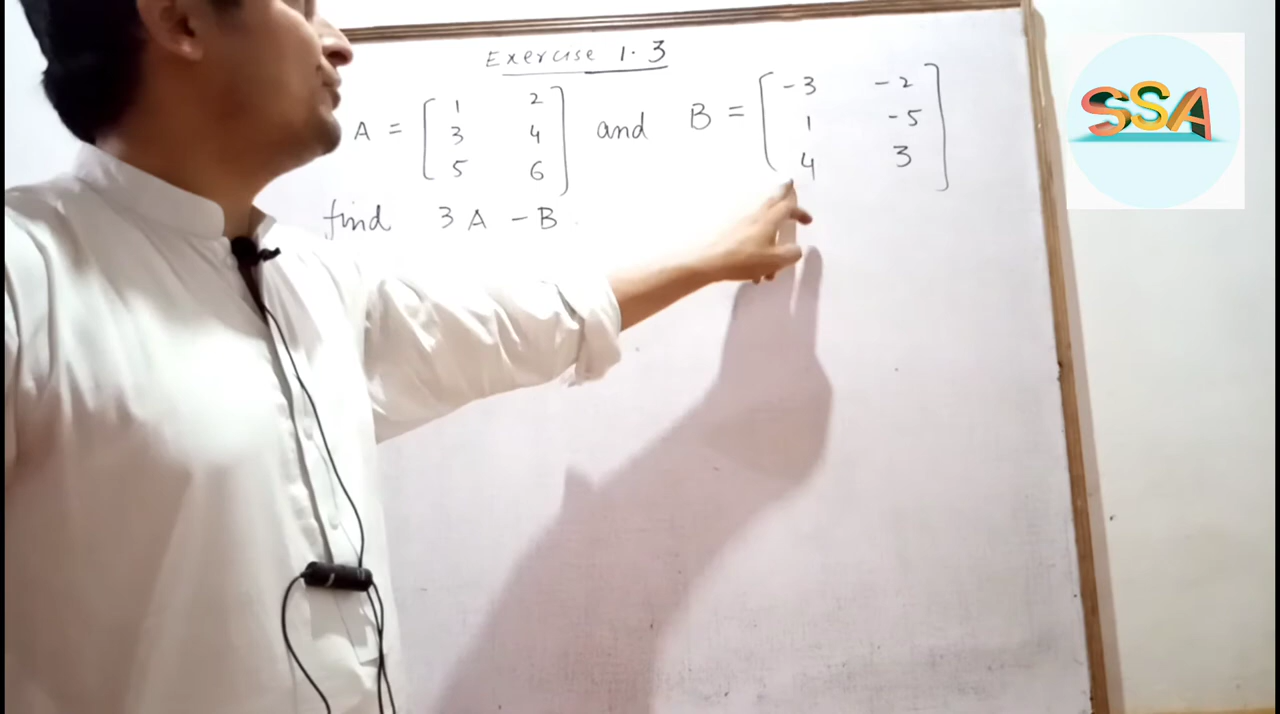 Exercise 1.3
A = [ 1 2 and B = [ -3 -2 ]
3 4 1 -5
5 6 ] 4 3
find 3A - B
SSA